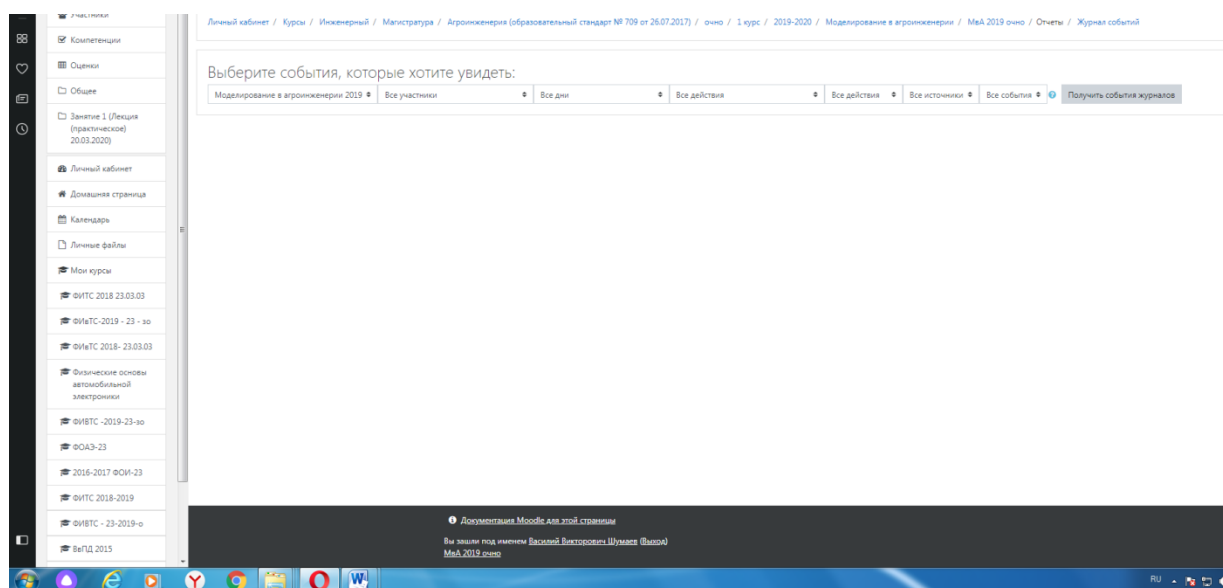 Участники
Компетенции
Оценки
Общее
Занятие 1 (Лекция
(практическое)
20.03.2020)
Личный кабинет
Домашняя страница
Календарь
Личные файлы
Мои курсы
ФИТС 2018 23.03.03
ФИвТС-2019 - 23 - зо
ФИвТС 2018- 23.03.03
Физические основы
автомобильной
электроники
ФИВТС -2019-23-зо
ФОАЭ-23
2016-2017 ФОИ-23
ФИТС 2018-2019
ФИВТС - 23-2019-о
ВвПД 2015
Личный кабинет / Курсы / Инженерный / Магистратура / Агроинженерия (образовательный стандарт № 709 от 26.07.2017) / очно / 1 курс / 2019-2020 / Моделирование в агроинженерии / МвА 2019 очно / Отчеты / Журнал событий
Выберите события, которые хотите увидеть:
Моделирование в агроинженерии 2019 Все участники Все дни Все действия Все действия Все источники Все события Получить события журналов
Документация Moodle для этой страницы
Вы зашли под именем Василий Викторович Шумаев (Выход)
МвА 2019 очно
RU